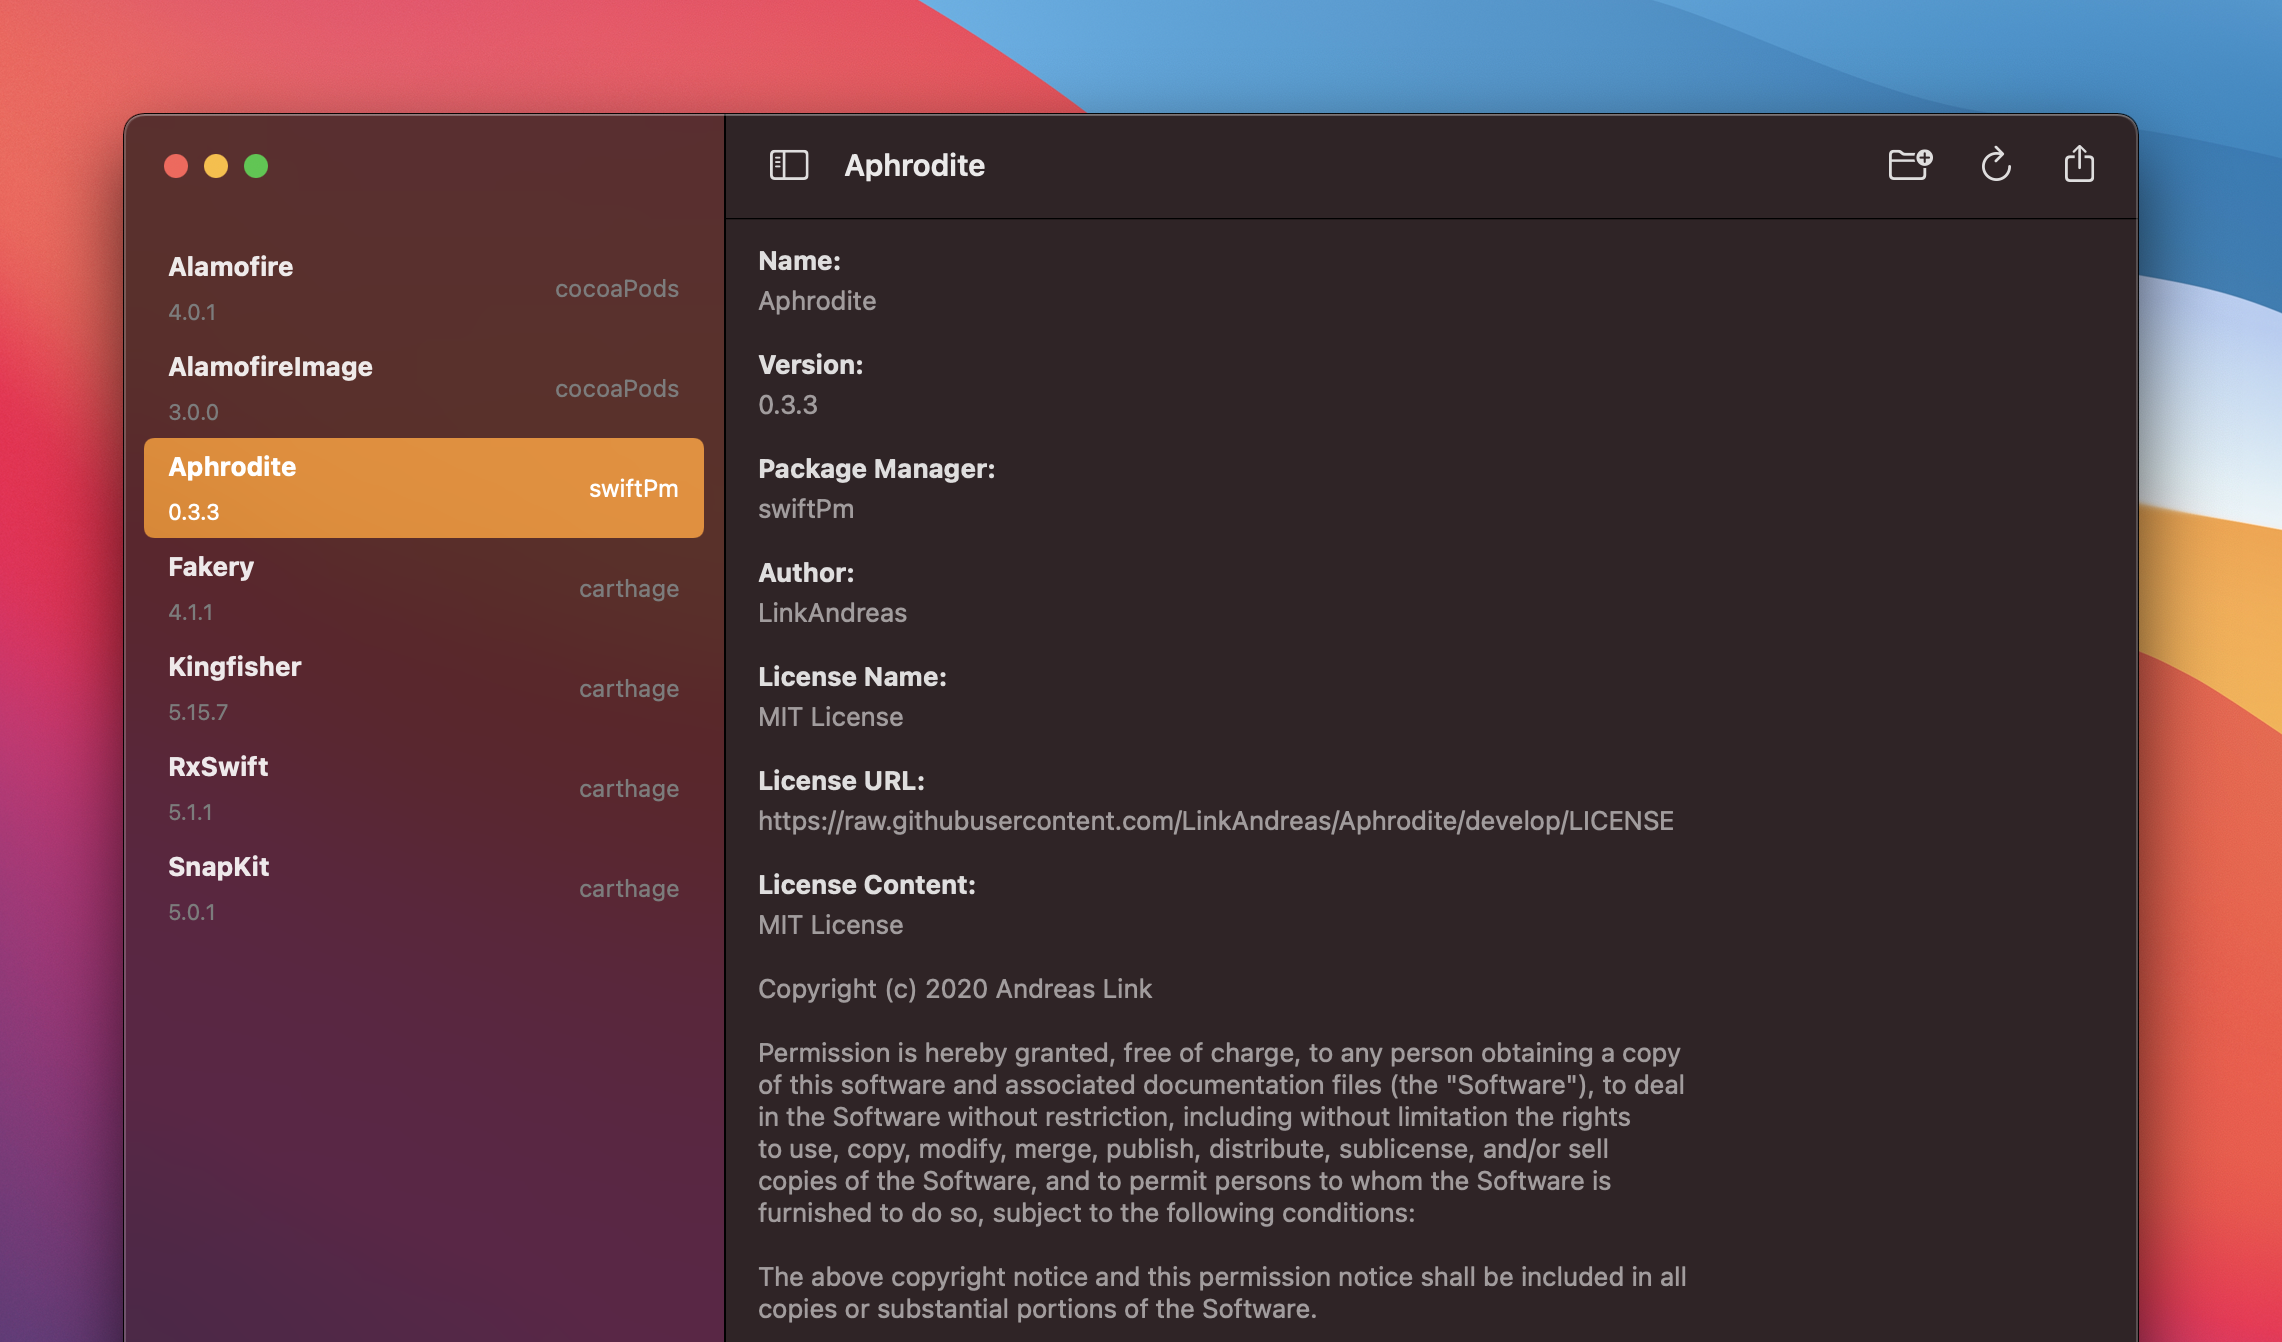 Aphrodite
Alamofire
cocoaPods
4.0.1
AlamofireImage
cocoaPods
3.0.0
Aphrodite
swiftPm
0.3.3
Fakery
carthage
4.1.1
Kingfisher
carthage
5.15.7
RxSwift
carthage
5.1.1
SnapKit
carthage
5.0.1
Name:
Aphrodite
Version:
0.3.3
Package Manager:
swiftPm
Author:
LinkAndreas
License Name:
MIT License
License URL:
https://raw.githubusercontent.com/LinkAndreas/Aphrodite/develop/LICENSE
License Content:
MIT License
Copyright (c) 2020 Andreas Link
Permission is hereby granted, free of charge, to any person obtaining a copy
of this software and associated documentation files (the "Software"), to deal
in the Software without restriction, including without limitation the rights
to use, copy, modify, merge, publish, distribute, sublicense, and/or sell
copies of the Software, and to permit persons to whom the Software is
furnished to do so, subject to the following conditions:
The above copyright notice and this permission notice shall be included in all
copies or substantial portions of the Software.